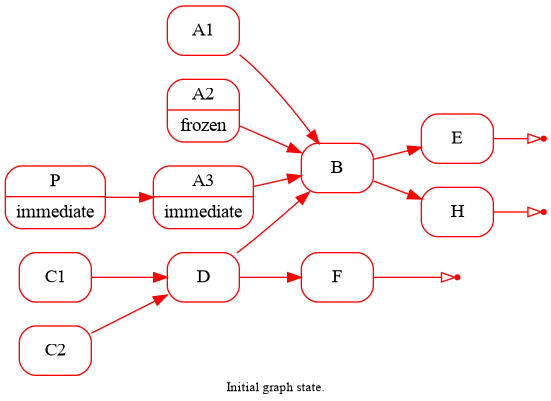 A1
A2
frozen
P
immediate
A3
immediate
B
E
H
C1
D
F
C2
Initial graph state.